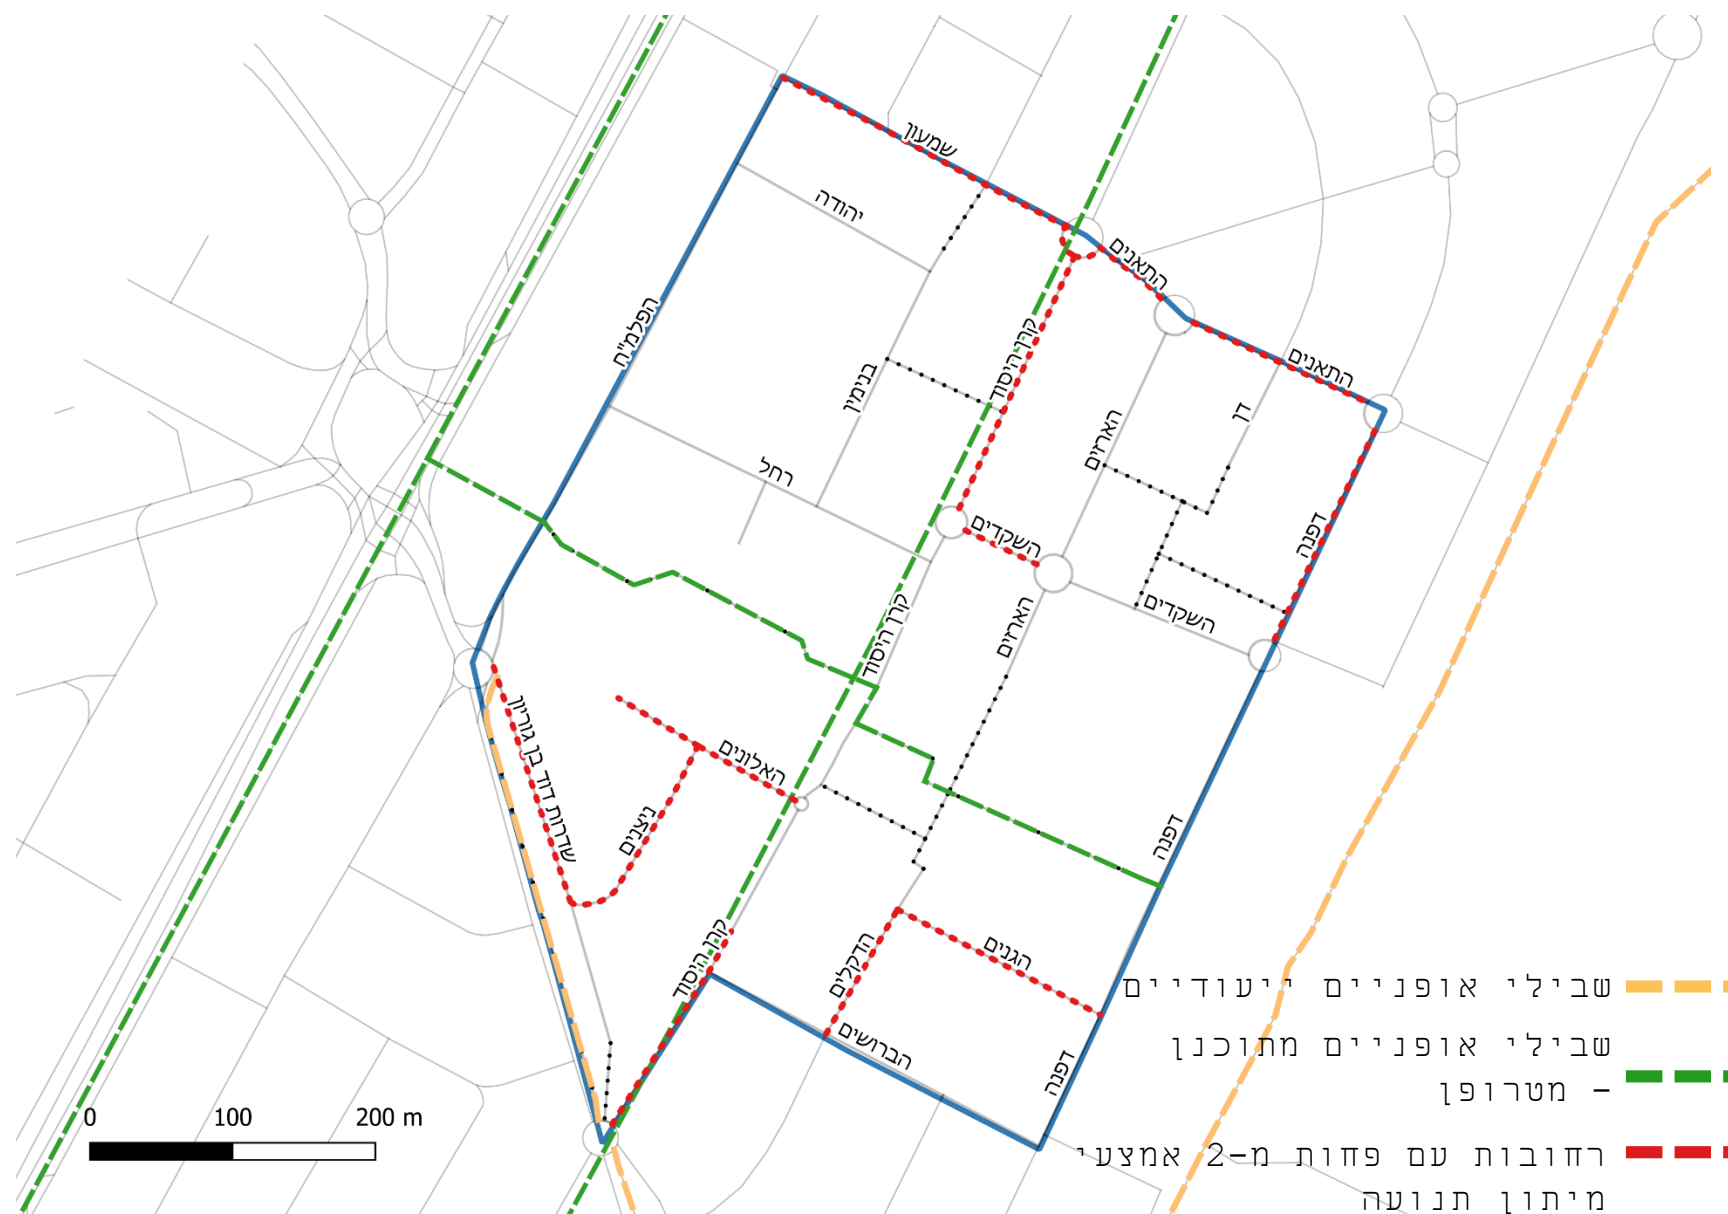 שמעון
יהודה
התאנים
הפלמ"ח
קרן היסוד
התאנים
בנימין
הארזים
דן
רחל
השקדים
דפנה
קרן היסוד
הארזים
השקדים
שדרות דוד בן גוריון
האלונים
ניצנים
דפנה
קרן היסוד
הדקלים
הגנים
הברושים
דפנה
שבילי אופניים ייעודיים
שבילי אופניים מתוכנן
- מטרופן
רחובות עם פחות מ-2 אמצעי
מיתון תנועה
0 100 200 m